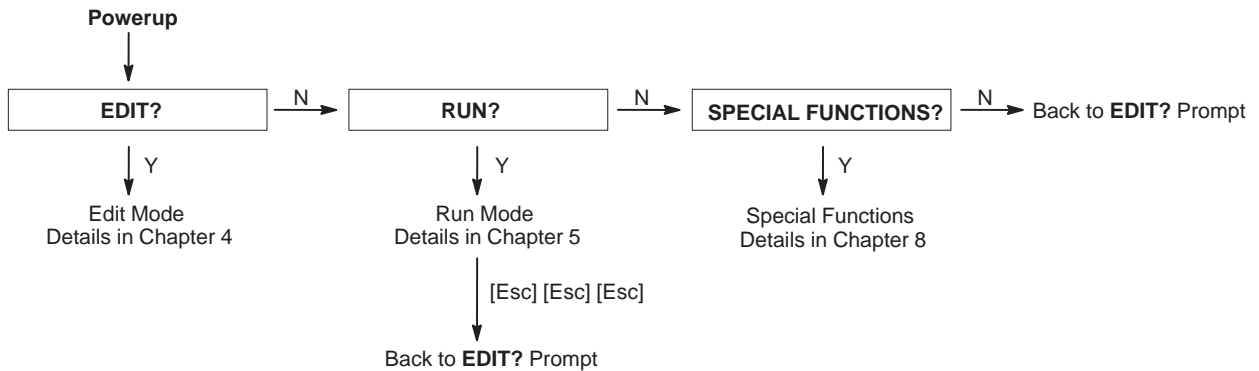 Powerup
EDIT?
N
RUN?
N
SPECIAL FUNCTIONS?
N
Back to EDIT? Prompt
Y
Y
Y
Edit Mode
Details in Chapter 4
Run Mode
Details in Chapter 5
Special Functions
Details in Chapter 8
[Esc] [Esc] [Esc]
Back to EDIT? Prompt